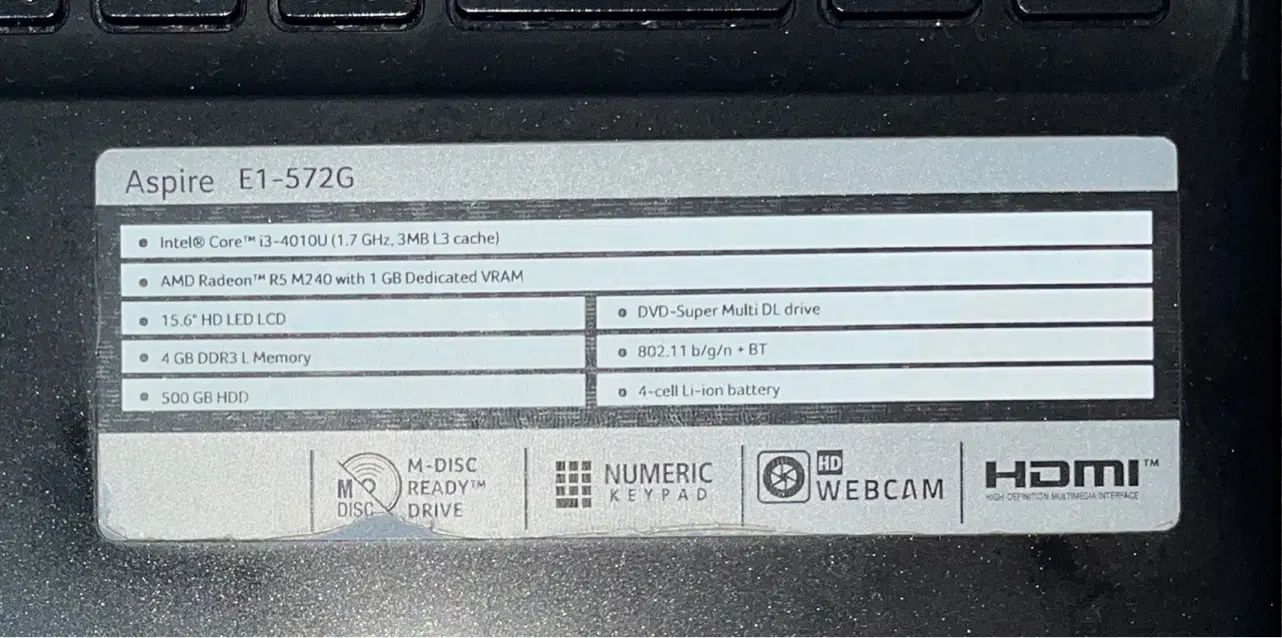 Aspire E1-572G
Intel® Core™ i3-4010U (1.7 GHz, 3MB L3 cache)
AMD Radeon™ R5 M240 with 1 GB Dedicated VRAM
15.6" HD LED LCD
DVD-Super Multi DL drive
4 GB DDR3 L Memory
802.11 b/g/n + BT
500 GB HDD
4-cell Li-ion battery
M DISC
M-DISC
READY™
DRIVE
NUMERIC
KEYPAD
HD
WEBCAM
HDMI™
HIGH-DEFINITION MULTIMEDIA INTERFACE